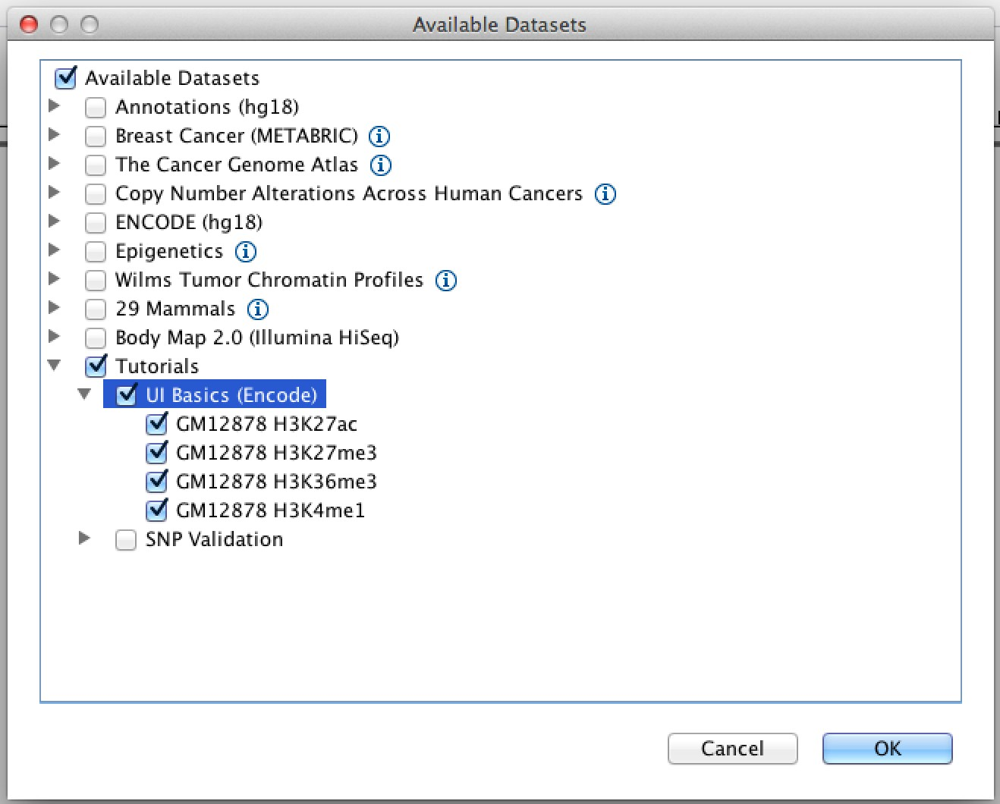 Available Datasets
Available Datasets
Annotations (hg18)
Breast Cancer (METABRIC)
The Cancer Genome Atlas
Copy Number Alterations Across Human Cancers
ENCODE (hg18)
Epigenetics
Wilms Tumor Chromatin Profiles
29 Mammals
Body Map 2.0 (Illumina HiSeq)
Tutorials
UI Basics (Encode)
GM12878 H3K27ac
GM12878 H3K27me3
GM12878 H3K36me3
GM12878 H3K4me1
SNP Validation
Cancel OK